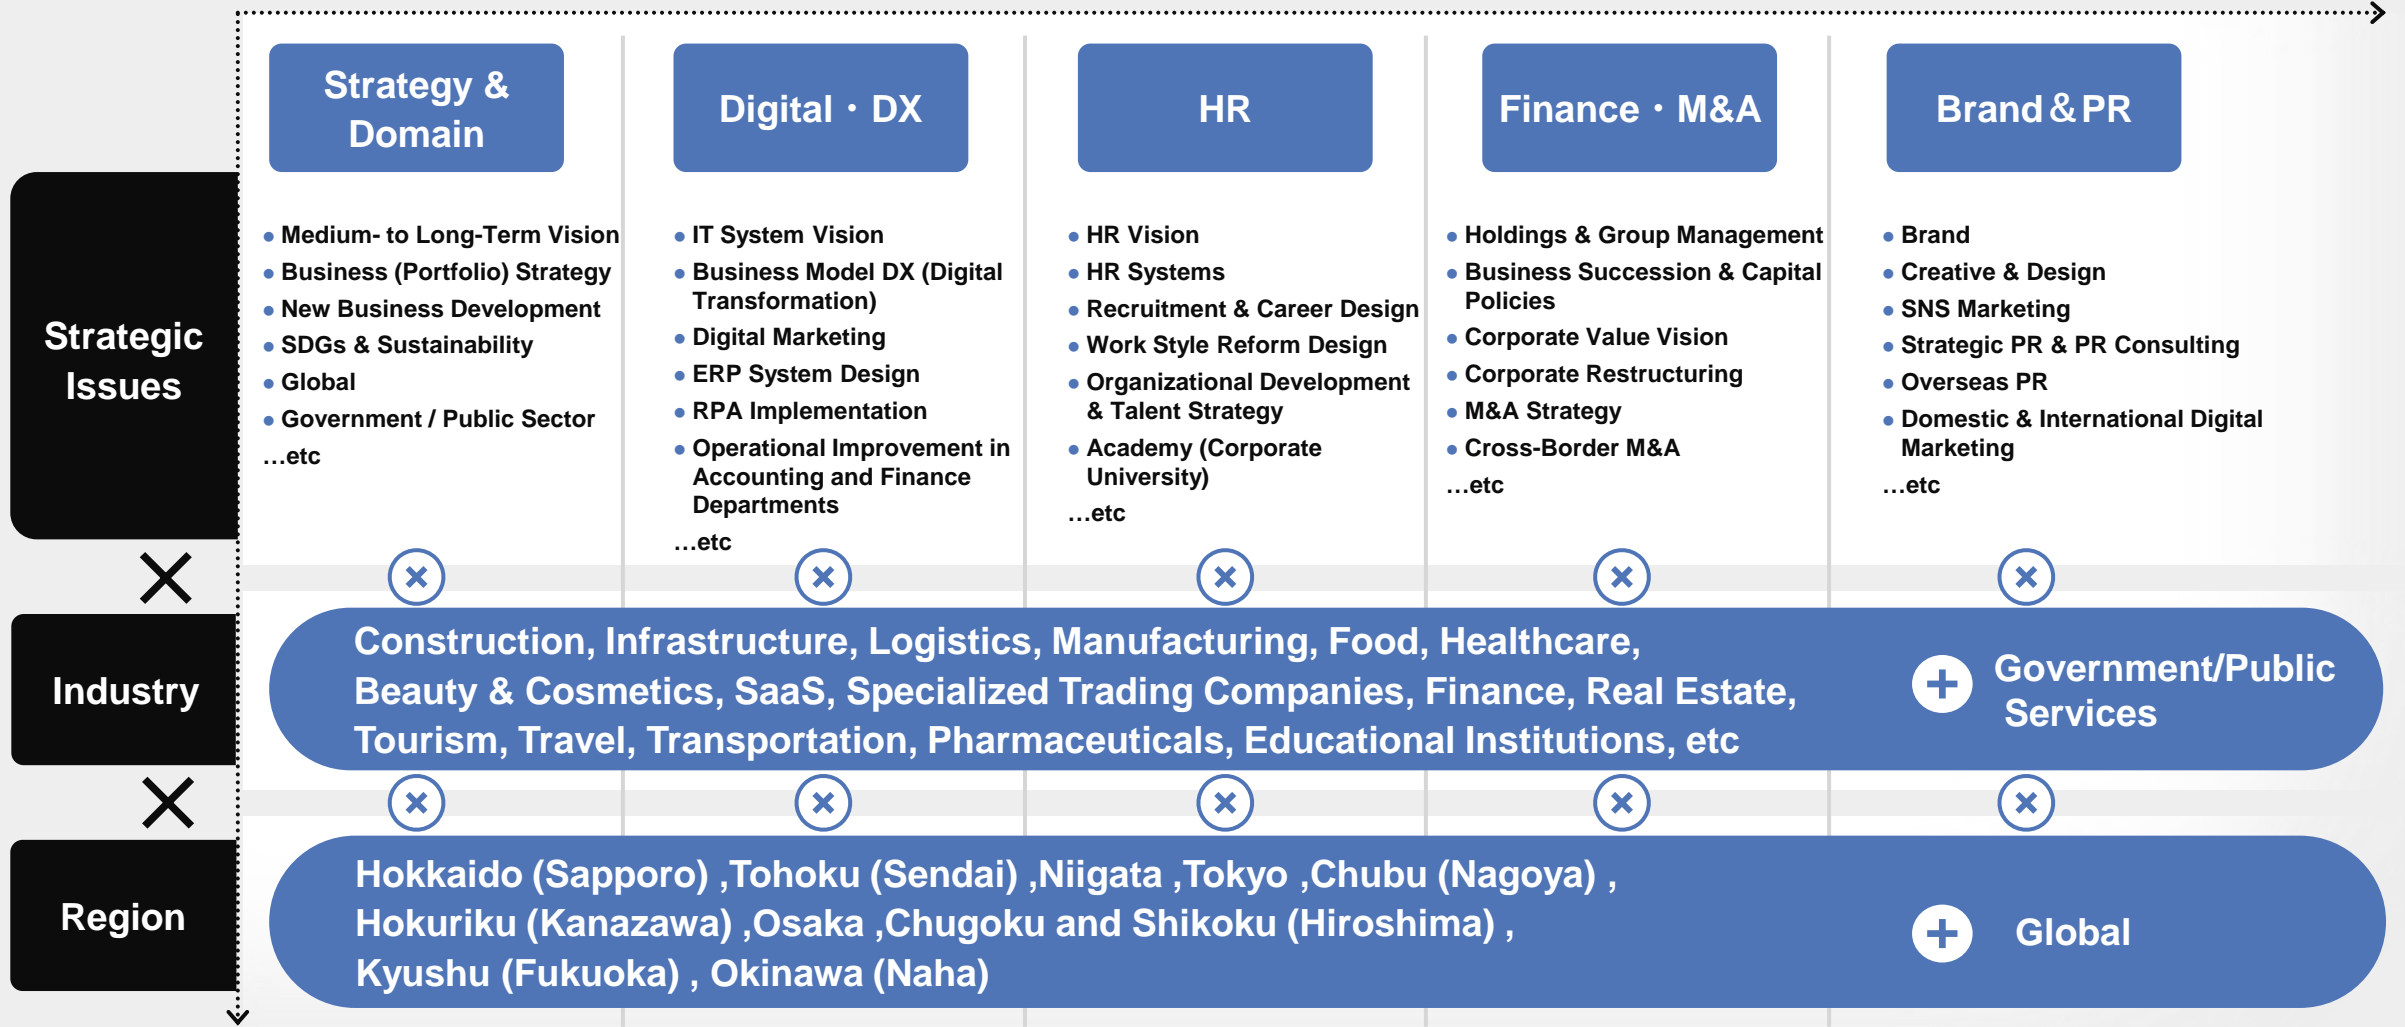 Strategy &
Domain
Digital・DX
HR
Finance・M&A
Brand＆PR
Strategic
Issues
● Medium- to Long-Term Vision
● Business (Portfolio) Strategy
● New Business Development
● SDGs & Sustainability
● Global
● Government / Public Sector
…etc
● IT System Vision
● Business Model DX (Digital
Transformation)
● Digital Marketing
● ERP System Design
● RPA Implementation
● Operational Improvement in
Accounting and Finance
Departments
…etc
● HR Vision
● HR Systems
● Recruitment & Career Design
● Work Style Reform Design
● Organizational Development
& Talent Strategy
● Academy (Corporate
University)
…etc
● Holdings & Group Management
● Business Succession & Capital
Policies
● Corporate Value Vision
● Corporate Restructuring
● M&A Strategy
● Cross-Border M&A
…etc
● Brand
● Creative & Design
● SNS Marketing
● Strategic PR & PR Consulting
● Overseas PR
● Domestic & International Digital
Marketing
…etc
Industry
Construction, Infrastructure, Logistics, Manufacturing, Food, Healthcare,
Beauty & Cosmetics, SaaS, Specialized Trading Companies, Finance, Real Estate,
Tourism, Travel, Transportation, Pharmaceuticals, Educational Institutions, etc
Government/Public
Services
Region
Hokkaido (Sapporo) ,Tohoku (Sendai) ,Niigata ,Tokyo ,Chubu (Nagoya) ,
Hokuriku (Kanazawa) ,Osaka ,Chugoku and Shikoku (Hiroshima) ,
Kyushu (Fukuoka) , Okinawa (Naha)
Global